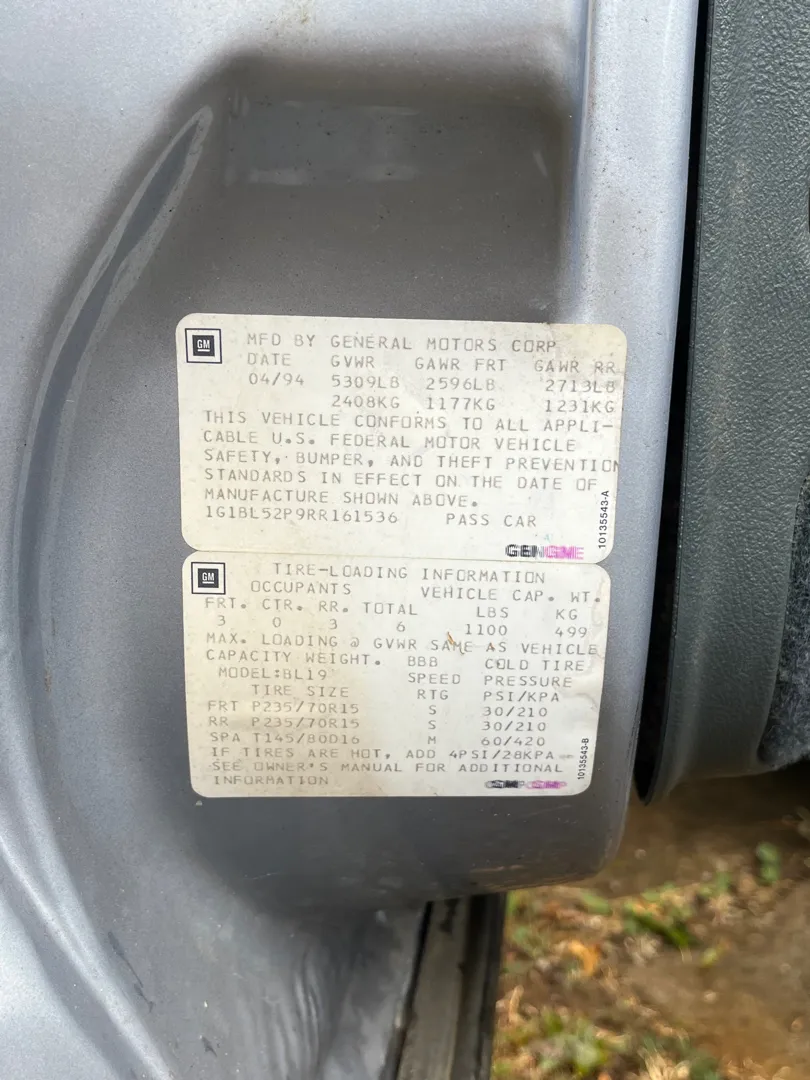 GM
MFD BY GENERAL MOTORS CORP
DATE GVWR GAWR FRT GAWR RR
04/94 5309LB 2596LB 2713LB
2408KG 1177KG 1231KG
THIS VEHICLE CONFORMS TO ALL APPLI-
CABLE U.S. FEDERAL MOTOR VEHICLE
SAFETY, BUMPER, AND THEFT PREVENTION
STANDARDS IN EFFECT ON THE DATE OF
MANUFACTURE SHOWN ABOVE.
1G1BL52P9RR161536 PASS CAR
10135543-A
GM
TIRE-LOADING INFORMATION
OCCUPANTS VEHICLE CAP. WT.
FRT. CTR. RR. TOTAL LBS KG
3 0 3 6 1100 499
MAX. LOADING @ GVWR SAME AS VEHICLE
CAPACITY WEIGHT. BBB COLD TIRE
MODEL:BL19 SPEED PRESSURE
TIRE SIZE RTG PSI/KPA
FRT P235/70R15 S 30/210
RR P235/70R15 S 30/210
SPA T145/80D16 M 60/420
IF TIRES ARE HOT, ADD 4PSI/28KPA
SEE OWNER'S MANUAL FOR ADDITIONAL
INFORMATION
10135543-B